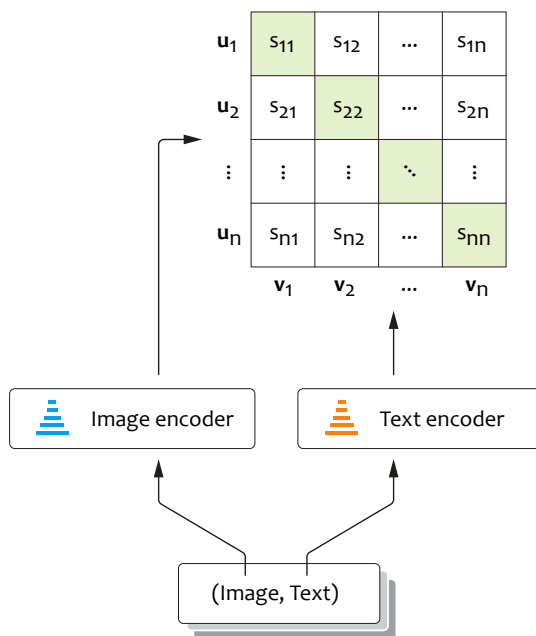 u1 s11 s12 ... s1n
u2 s21 s22 ... s2n
⋮ ⋮ ⋮ ⋱ ⋮
un sn1 sn2 ... snn
v1 v2 ... vn
Image encoder Text encoder
(Image, Text)